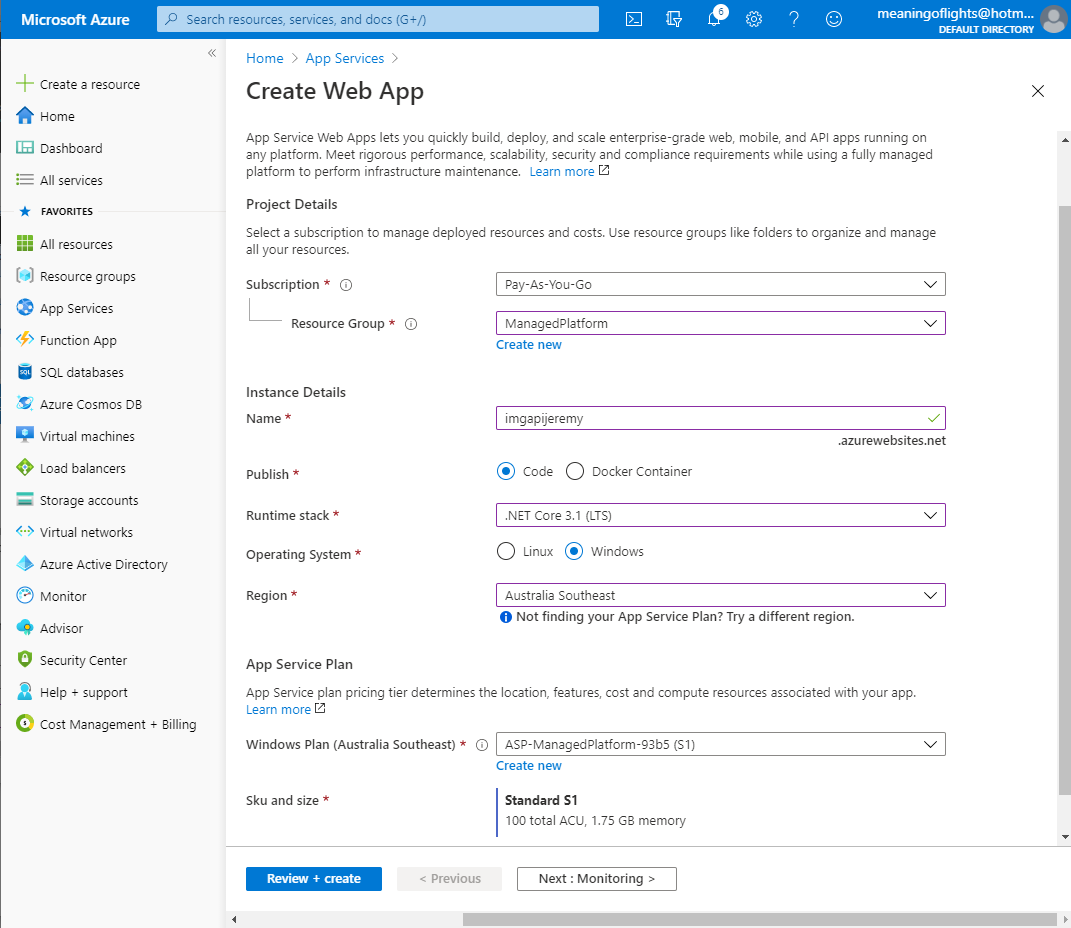 Microsoft Azure
Search resources, services, and docs (G+/)
6
meaningoflights@hotm...
DEFAULT DIRECTORY
«
Create a resource
Home
Dashboard
All services
FAVORITES
All resources
Resource groups
App Services
Function App
SQL databases
Azure Cosmos DB
Virtual machines
Load balancers
Storage accounts
Virtual networks
Azure Active Directory
Monitor
Advisor
Security Center
Help + support
Cost Management + Billing
Home > App Services >
Create Web App
App Service Web Apps lets you quickly build, deploy, and scale enterprise-grade web, mobile, and API apps running on
any platform. Meet rigorous performance, scalability, security and compliance requirements while using a fully managed
platform to perform infrastructure maintenance. Learn more
Project Details
Select a subscription to manage deployed resources and costs. Use resource groups like folders to organize and manage
all your resources.
Subscription * Pay-As-You-Go
Resource Group * ManagedPlatform
Create new
Instance Details
Name * imgapijeremy
.azurewebsites.net
Publish * Code Docker Container
Runtime stack * .NET Core 3.1 (LTS)
Operating System * Linux Windows
Region * Australia Southeast
Not finding your App Service Plan? Try a different region.
App Service Plan
App Service plan pricing tier determines the location, features, cost and compute resources associated with your app.
Learn more
Windows Plan (Australia Southeast) * ASP-ManagedPlatform-93b5 (S1)
Create new
Sku and size * Standard S1
100 total ACU, 1.75 GB memory
Review + create < Previous Next : Monitoring >